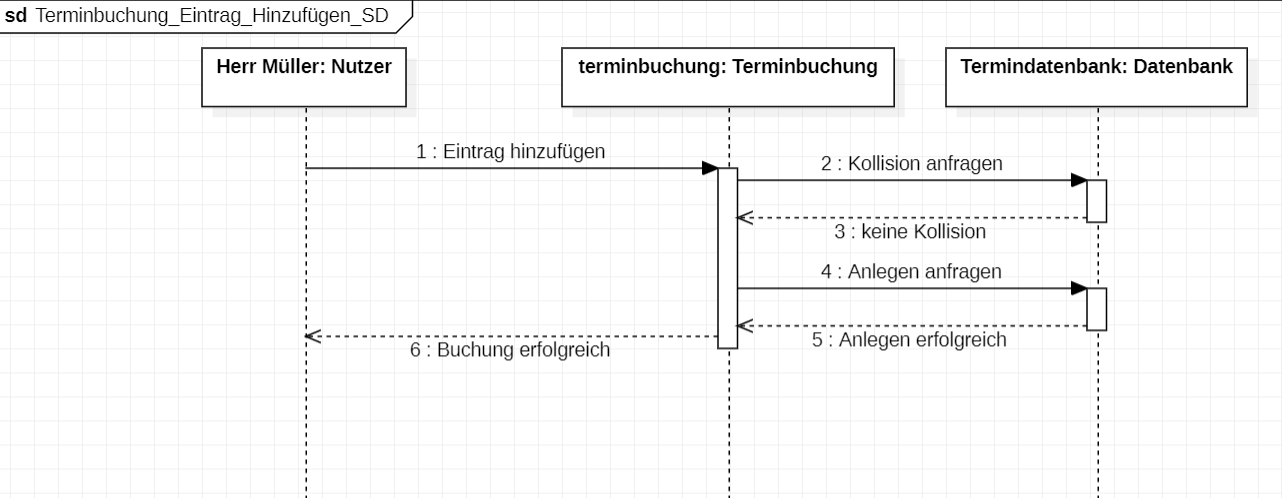 sd Terminbuchung_Eintrag_Hinzufügen_SD
Herr Müller: Nutzer
terminbuchung: Terminbuchung
Termindatenbank: Datenbank
1 : Eintrag hinzufügen
2 : Kollision anfragen
3 : keine Kollision
4 : Anlegen anfragen
5 : Anlegen erfolgreich
6 : Buchung erfolgreich